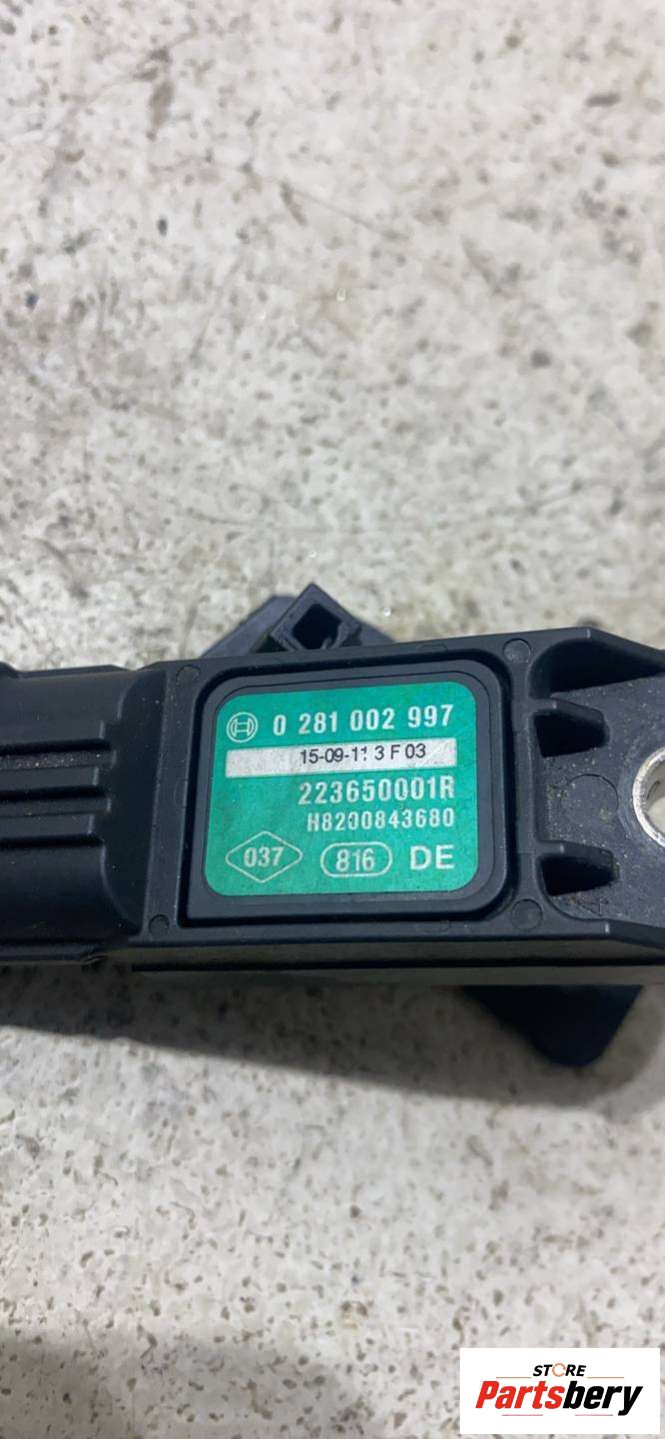 0 281 002 997
15-09-11 3 F 03
223650001R
H8200843680
037 816 DE
STORE
Partsbery